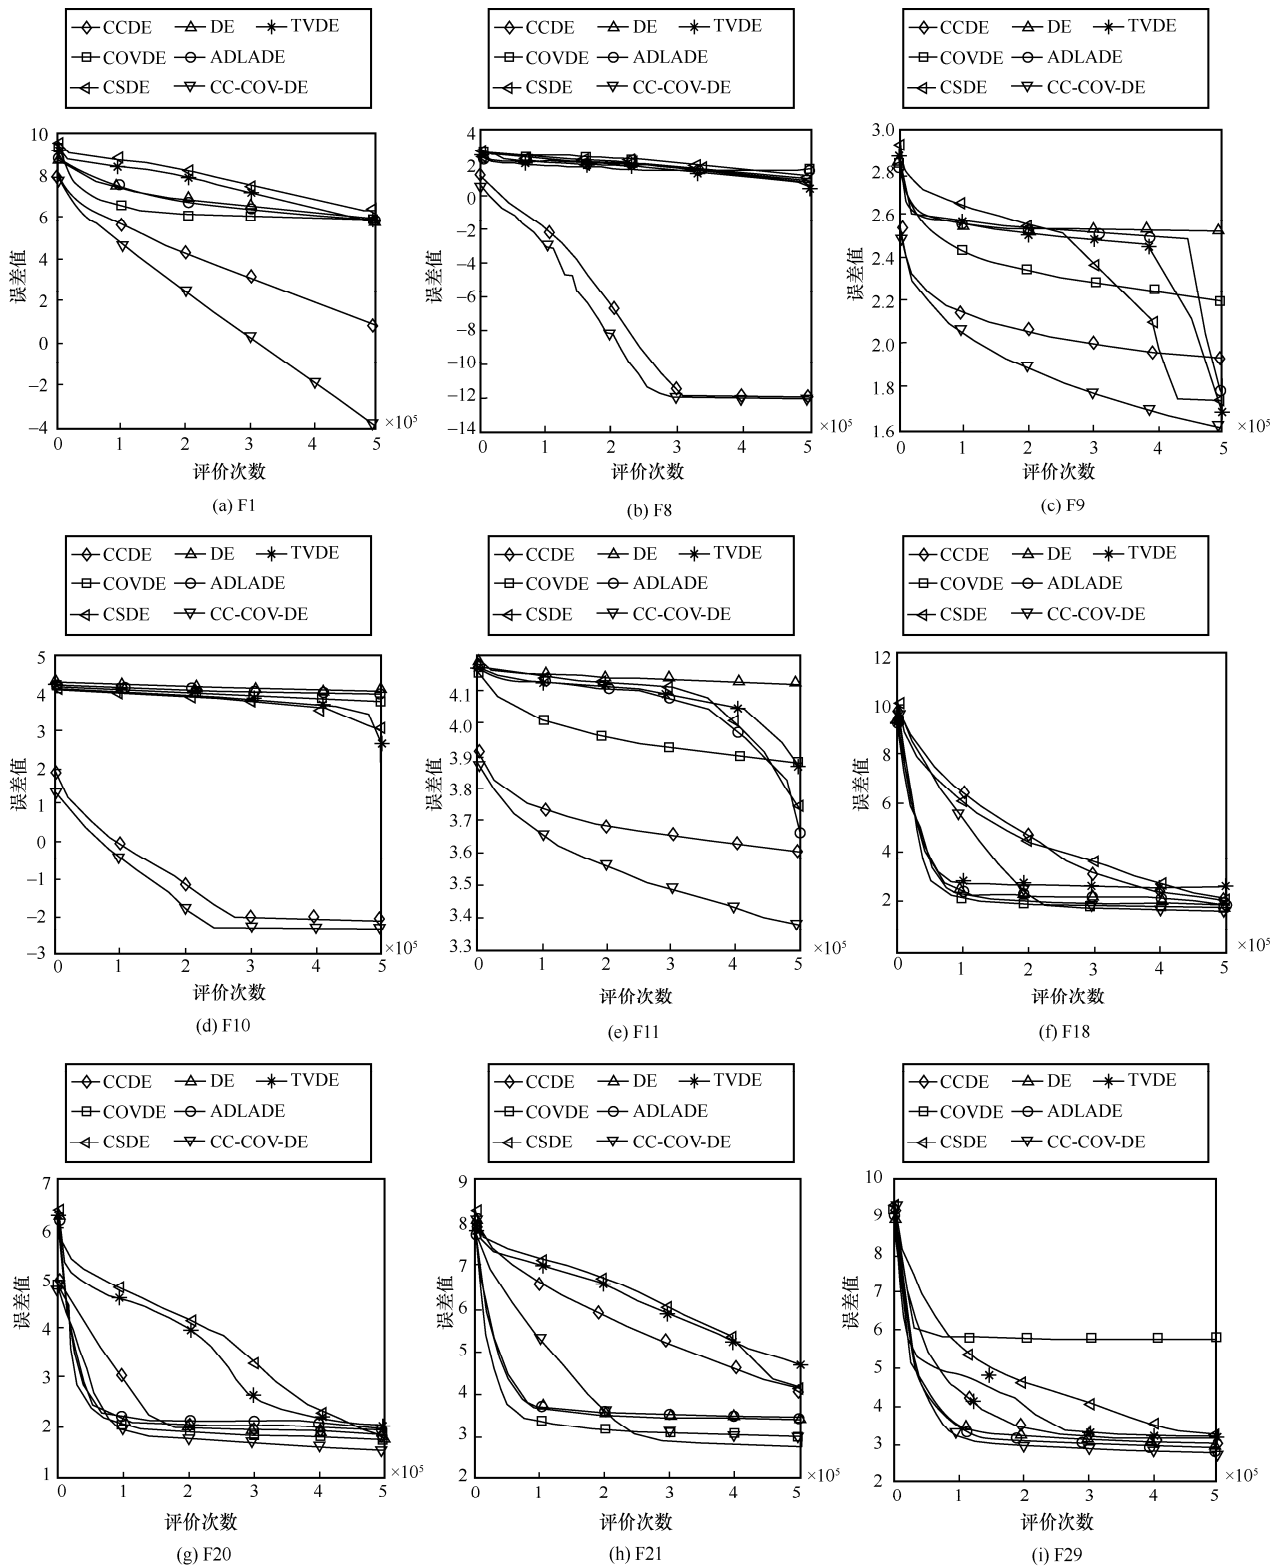 CCDE DE TVDE
COVDE ADLADE
CSDE CC-COV-DE
CCDE DE TVDE
COVDE ADLADE
CSDE CC-COV-DE
CCDE DE TVDE
COVDE ADLADE
CSDE CC-COV-DE
10
8
6
4
2
0
−2
−4
误差值
0 1 2 3 4 5
×10⁵
评价次数
(a) F1
4
2
0
−2
−4
−6
−8
−10
−12
−14
误差值
0 1 2 3 4 5
×10⁵
评价次数
(b) F8
3.0
2.8
2.6
2.4
2.2
2.0
1.8
1.6
误差值
0 1 2 3 4 5
×10⁵
评价次数
(c) F9
CCDE DE TVDE
COVDE ADLADE
CSDE CC-COV-DE
CCDE DE TVDE
COVDE ADLADE
CSDE CC-COV-DE
CCDE DE TVDE
COVDE ADLADE
CSDE CC-COV-DE
5
4
3
2
1
0
−1
−2
−3
误差值
0 1 2 3 4 5
×10⁵
评价次数
(d) F10
4.1
4.0
3.9
3.8
3.7
3.6
3.5
3.4
3.3
误差值
0 1 2 3 4 5
×10⁵
评价次数
(e) F11
12
10
8
6
4
2
误差值
0 1 2 3 4 5
×10⁵
评价次数
(f) F18
CCDE DE TVDE
COVDE ADLADE
CSDE CC-COV-DE
CCDE DE TVDE
COVDE ADLADE
CSDE CC-COV-DE
CCDE DE TVDE
COVDE ADLADE
CSDE CC-COV-DE
7
6
5
4
3
2
1
误差值
0 1 2 3 4 5
×10⁵
评价次数
(g) F20
9
8
7
6
5
4
3
2
误差值
0 1 2 3 4 5
×10⁵
评价次数
(h) F21
10
9
8
7
6
5
4
3
2
误差值
0 1 2 3 4 5
×10⁵
评价次数
(i) F29